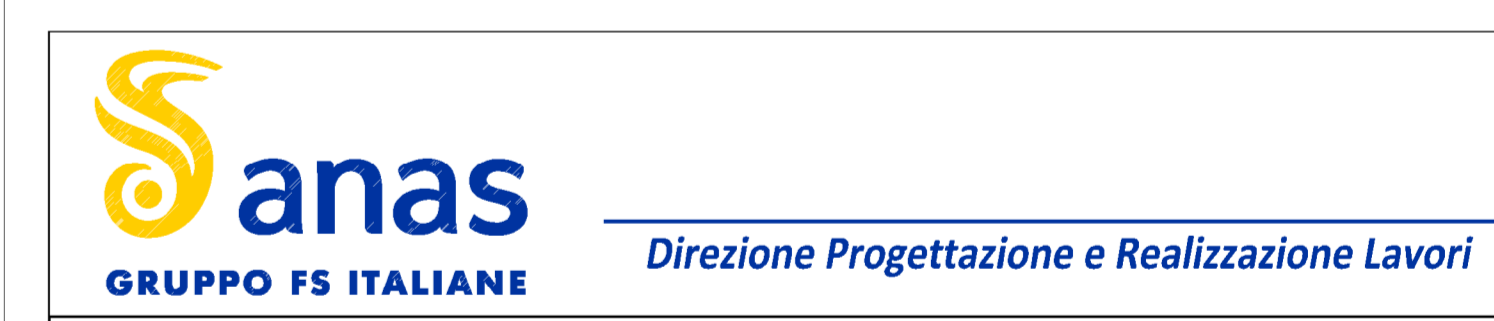 anas
GRUPPO FS ITALIANE
Direzione Progettazione e Realizzazione Lavori